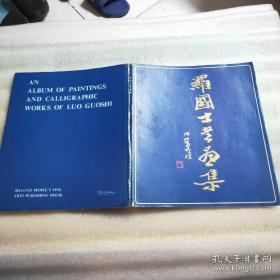 AN
ALBUM OF PAINTINGS
AND CALLIGRAPHIC
WORKS OF LUO GUOSHI
SHAANXI PEOPLE'S FINE
ARTS PUBLISHING HOUSE
羅國士書畫集
孔夫子旧书网